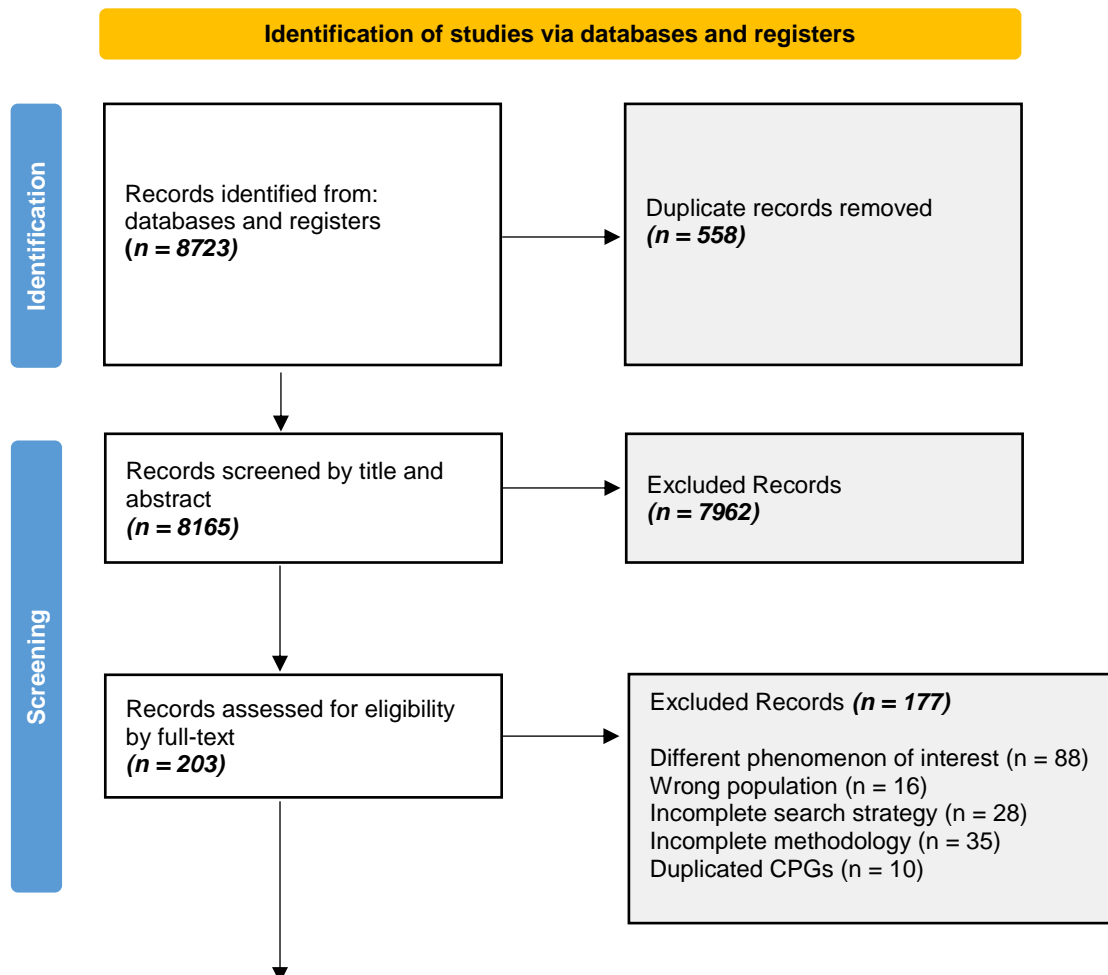 Identification of studies via databases and registers
Identification
Records identified from:
databases and registers
(n = 8723)
Duplicate records removed
(n = 558)
Screening
Records screened by title and
abstract
(n = 8165)
Excluded Records
(n = 7962)
Records assessed for eligibility
by full-text
(n = 203)
Excluded Records (n = 177)
Different phenomenon of interest (n = 88)
Wrong population (n = 16)
Incomplete search strategy (n = 28)
Incomplete methodology (n = 35)
Duplicated CPGs (n = 10)